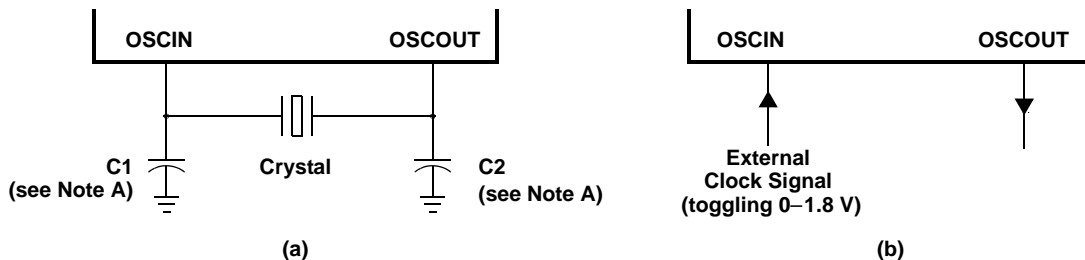 OSCIN
OSCOUT
C1
(see Note A)
Crystal
C2
(see Note A)
(a)
OSCIN
OSCOUT
External
Clock Signal
(toggling 0–1.8 V)
(b)